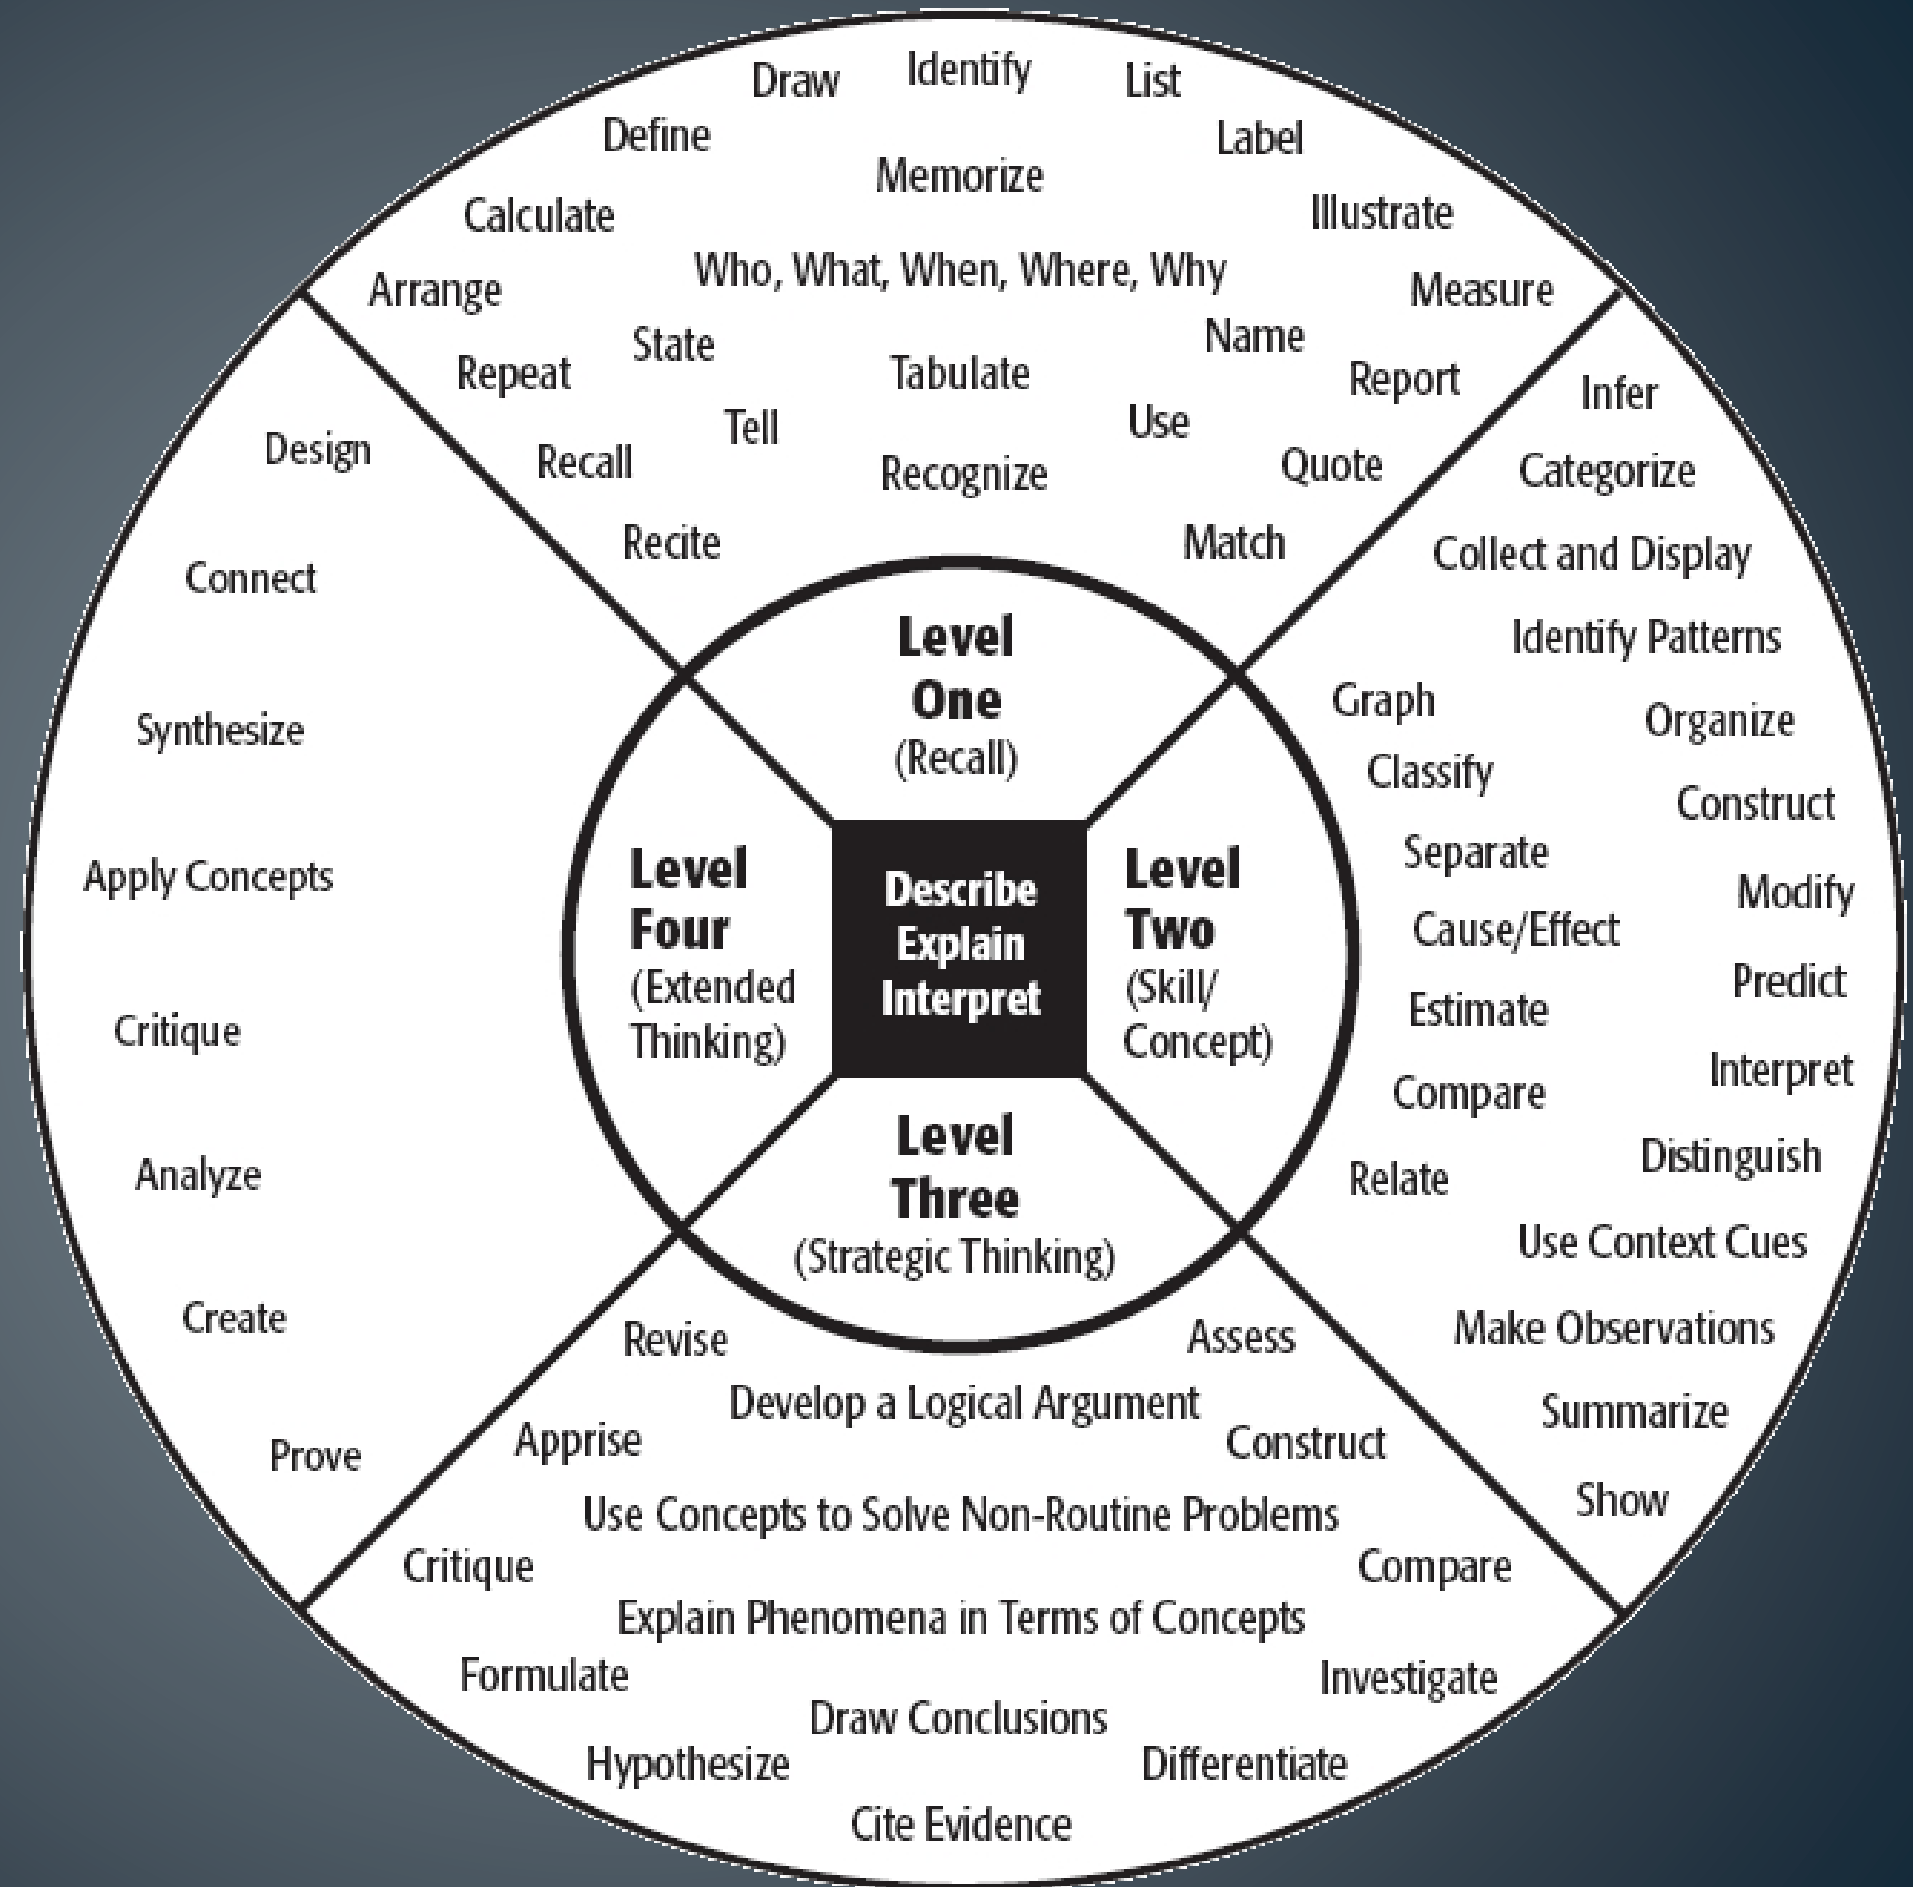 Draw
Identify
List
Define
Label
Memorize
Calculate
Illustrate
Who, What, When, Where, Why
Arrange
Measure
State
Name
Repeat
Tabulate
Report
Tell
Use
Recall
Recognize
Quote
Recite
Match
Level
One
(Recall)
Infer
Categorize
Collect and Display
Identify Patterns
Graph
Organize
Classify
Construct
Separate
Modify
Cause/Effect
Predict
Estimate
Interpret
Compare
Distinguish
Relate
Use Context Cues
Make Observations
Summarize
Show
Level
Two
(Skill/
Concept)
Describe
Explain
Interpret
Level
Three
(Strategic Thinking)
Revise
Assess
Develop a Logical Argument
Apprise
Construct
Use Concepts to Solve Non-Routine Problems
Critique
Compare
Explain Phenomena in Terms of Concepts
Formulate
Investigate
Draw Conclusions
Hypothesize
Differentiate
Cite Evidence
Level
Four
(Extended
Thinking)
Design
Connect
Synthesize
Apply Concepts
Critique
Analyze
Create
Prove